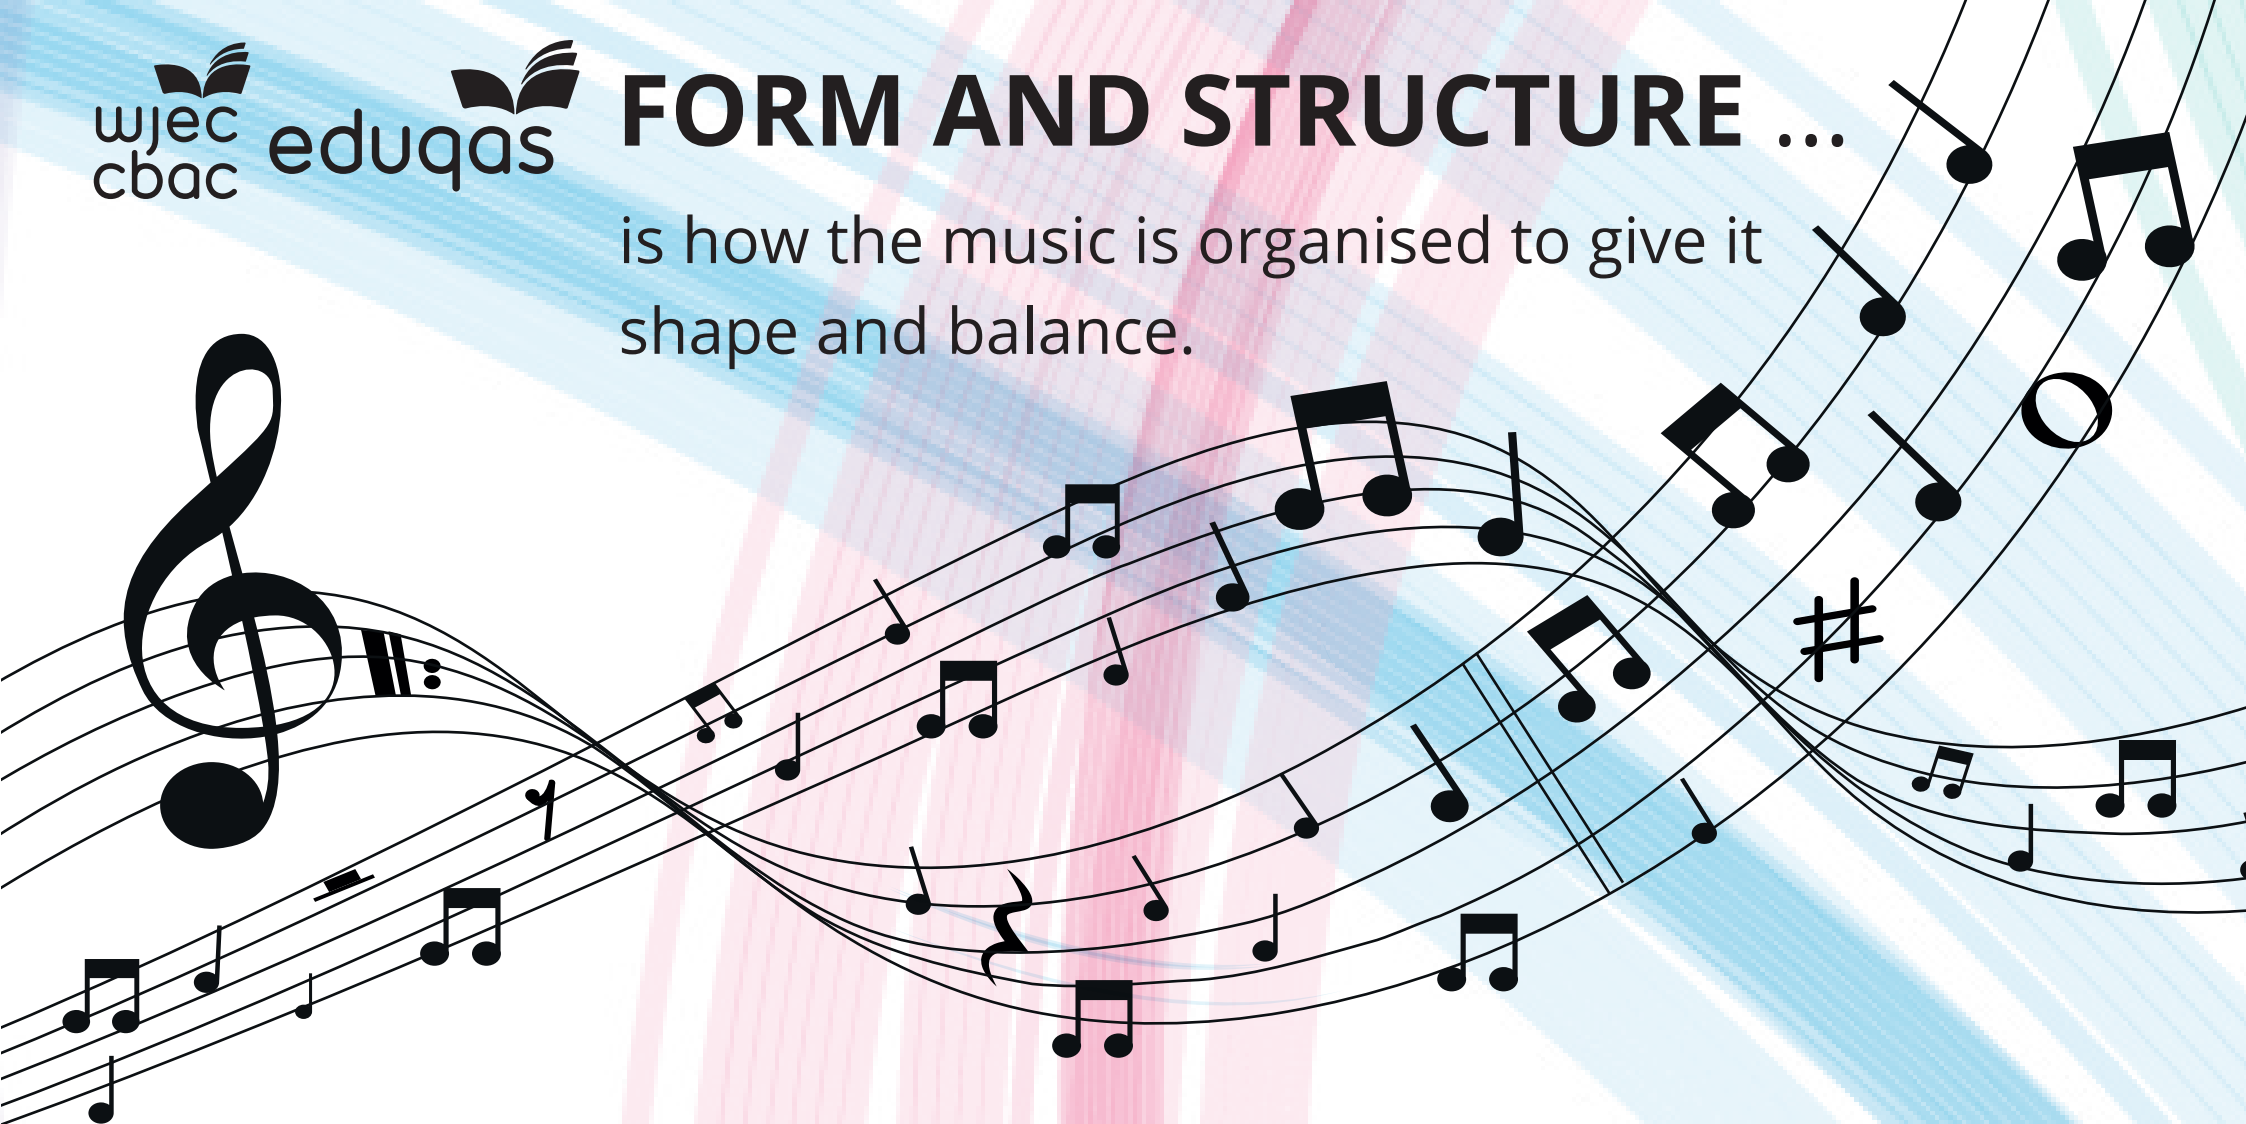 wjec
cbac
eduqas
FORM AND STRUCTURE ...
is how the music is organised to give it
shape and balance.